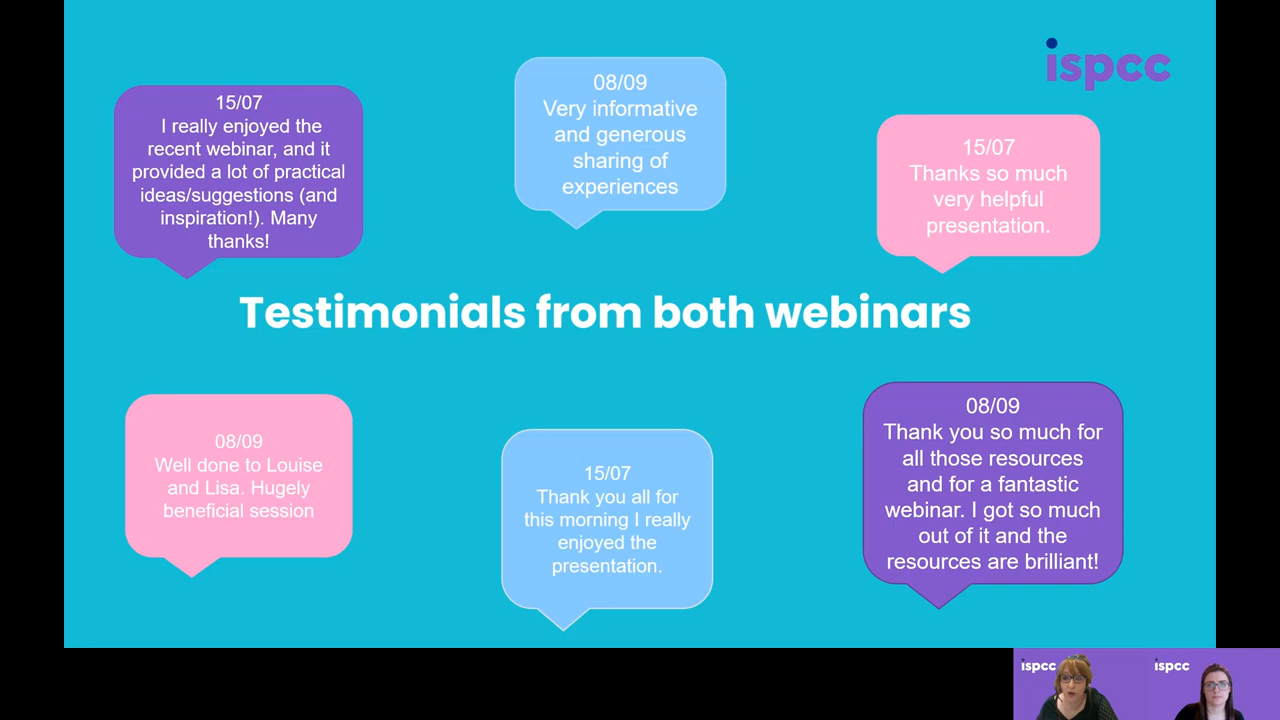 ispcc
15/07
I really enjoyed the
recent webinar, and it
provided a lot of practical
ideas/suggestions (and
inspiration!). Many
thanks!
08/09
Very informative
and generous
sharing of
experiences
15/07
Thanks so much
very helpful
presentation.
Testimonials from both webinars
08/09
Well done to Louise
and Lisa. Hugely
beneficial session
15/07
Thank you all for
this morning I really
enjoyed the
presentation.
08/09
Thank you so much for
all those resources
and for a fantastic
webinar. I got so much
out of it and the
resources are brilliant!
ispcc
ispcc